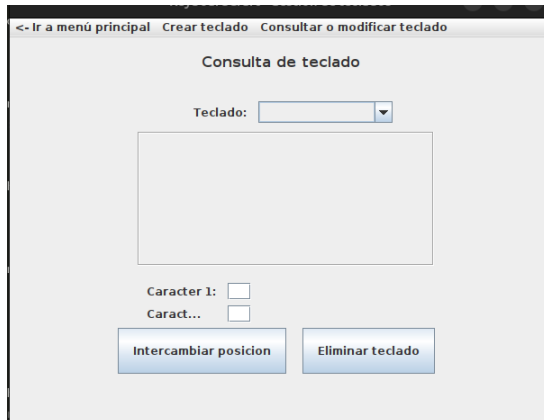 <- Ir a menú principal Crear teclado Consultar o modificar teclado
Consulta de teclado
Teclado:
Caracter 1:
Caract...
Intercambiar posicion Eliminar teclado